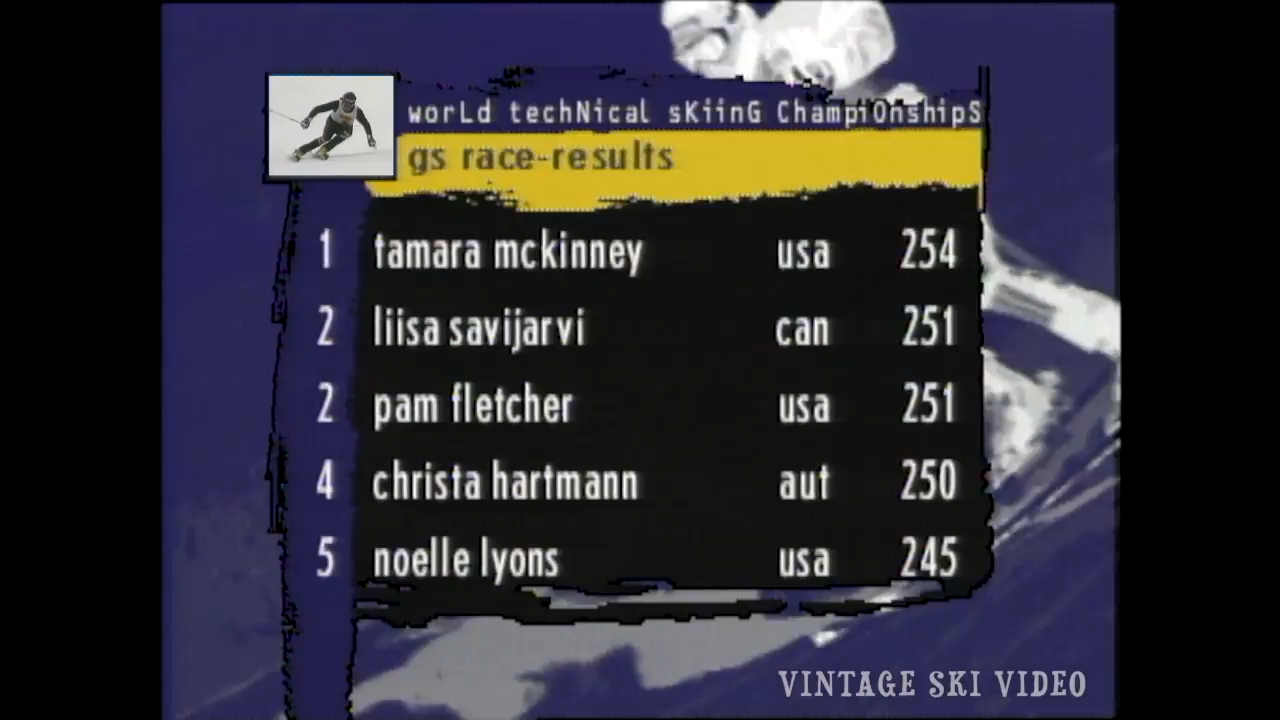 worLd techNical sKiinG ChampiOnshipS
gs race-results
1 tamara mckinney usa 254
2 liisa savijarvi can 251
2 pam fletcher usa 251
4 christa hartmann aut 250
5 noelle lyons usa 245
VINTAGE SKI VIDEO